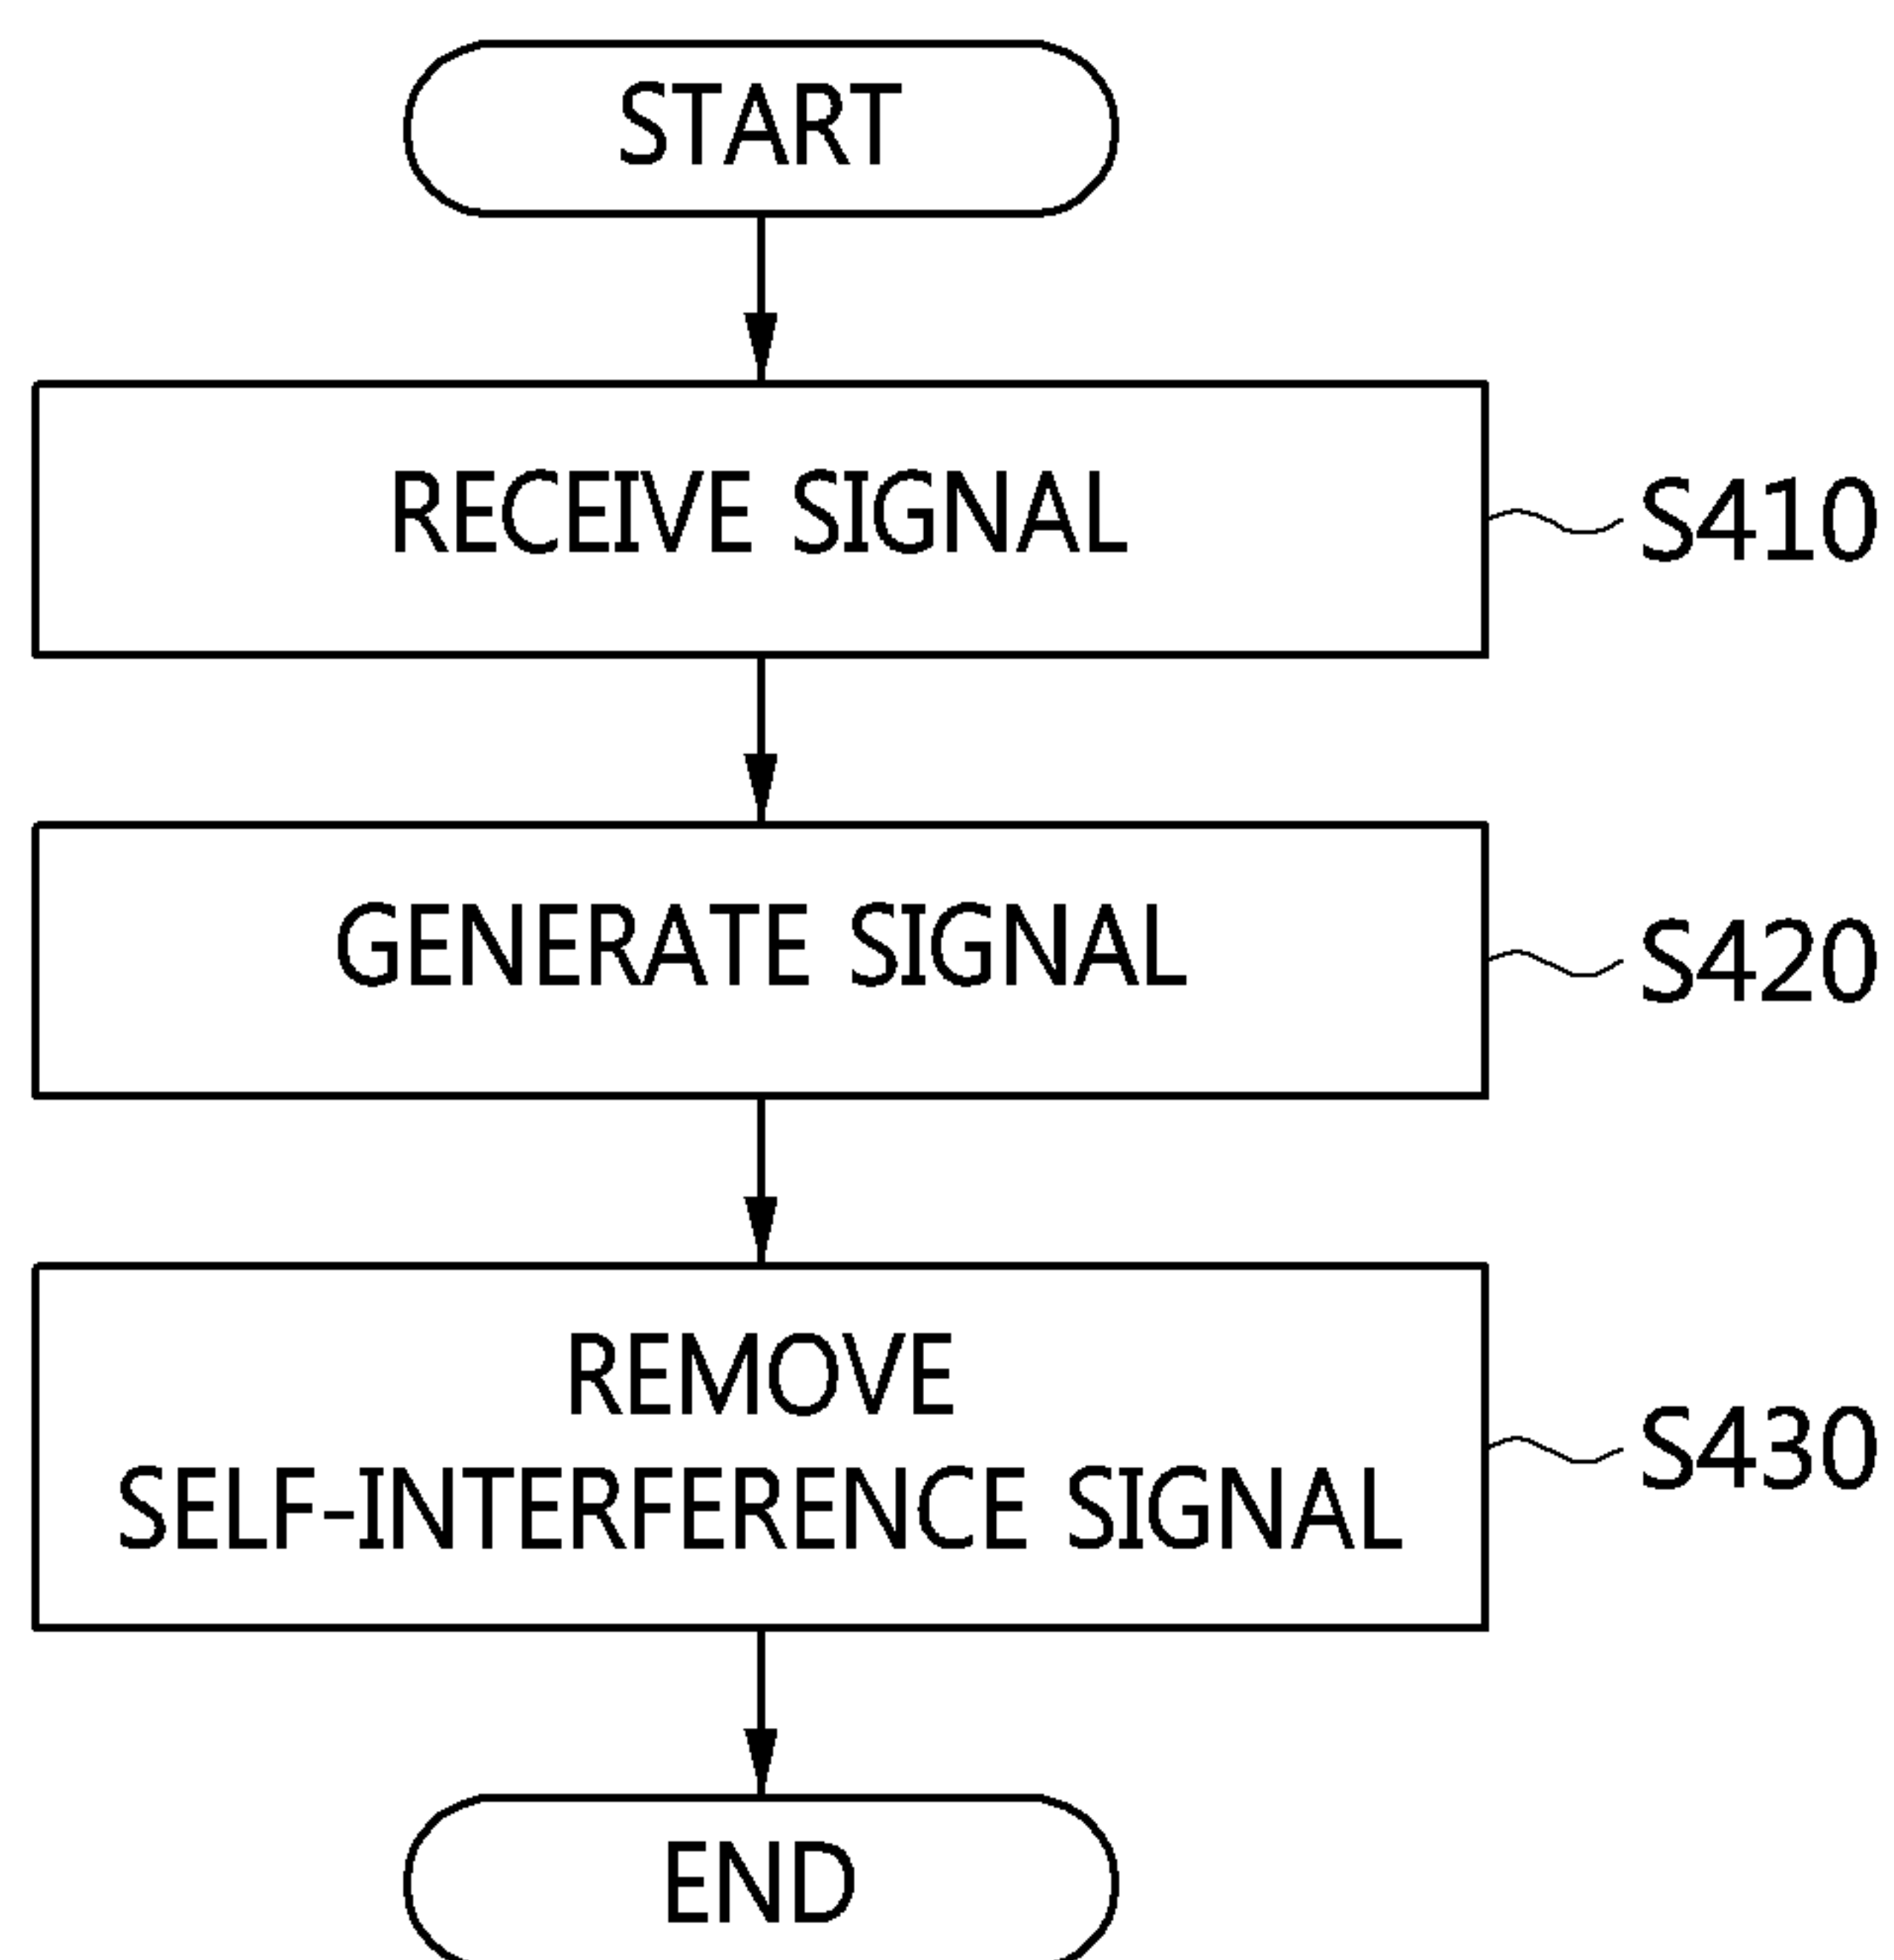 START
RECEIVE SIGNAL
S410
GENERATE SIGNAL
S420
REMOVE
SELF-INTERFERENCE SIGNAL
S430
END